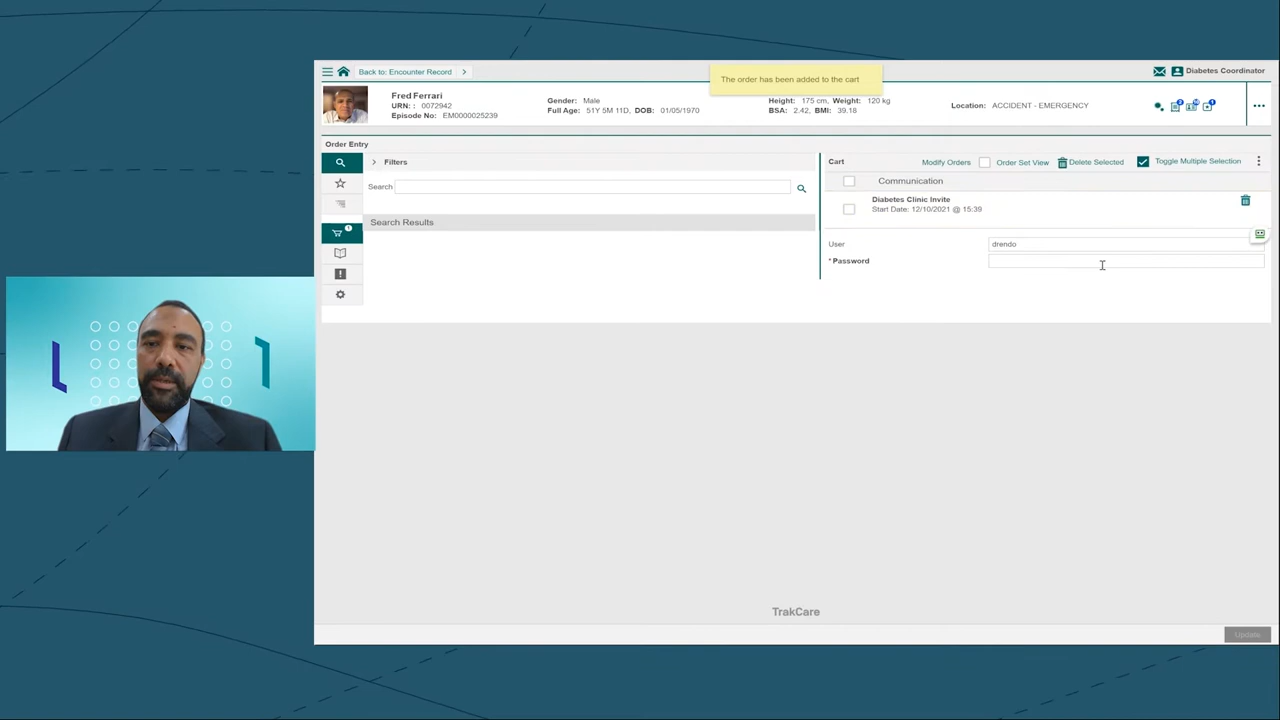 Back to: Encounter Record
The order has been added to the cart
Diabetes Coordinator
Fred Ferrari
URN: : 0072942
Episode No: EM0000025239
Gender: Male
Full Age: 51Y 5M 11D, DOB: 01/05/1970
Height: 175 cm, Weight: 120 kg
BSA: 2.42, BMI: 39.18
Location: ACCIDENT - EMERGENCY
Order Entry
Filters
Search
Search Results
Cart
Modify Orders
Order Set View
Delete Selected
Toggle Multiple Selection
Communication
Diabetes Clinic Invite
Start Date: 12/10/2021 @ 15:39
User drendo
* Password
TrakCare
Update